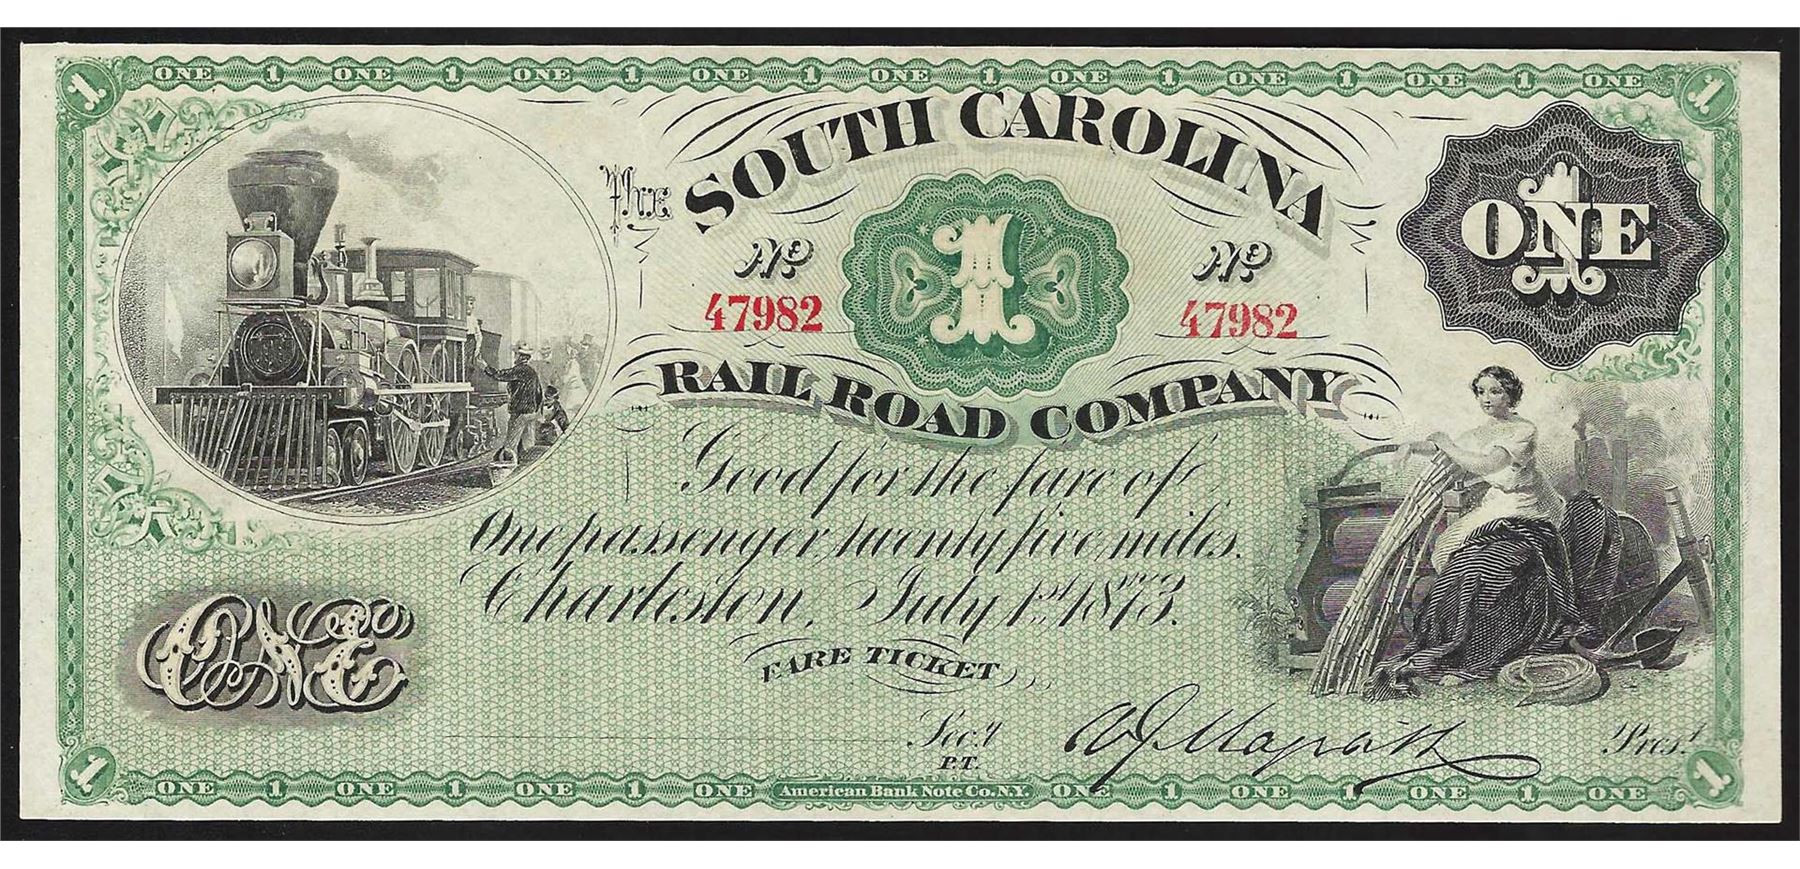 1 ONE 1 ONE 1 ONE 1 ONE 1 ONE 1 ONE 1 ONE 1 ONE 1 ONE 1
The SOUTH CAROLINA
No 1 No
47982 47982
ONE
1
RAIL ROAD COMPANY
Good for the fare of
One passenger, twenty five miles.
Charleston, July 1st 1873.
ONE
FARE TICKET
Sec.y W J Magrath Pres.t
P.T.
1 ONE 1 ONE 1 ONE 1 ONE American Bank Note Co. N.Y. ONE 1 ONE 1 ONE 1 ONE 1